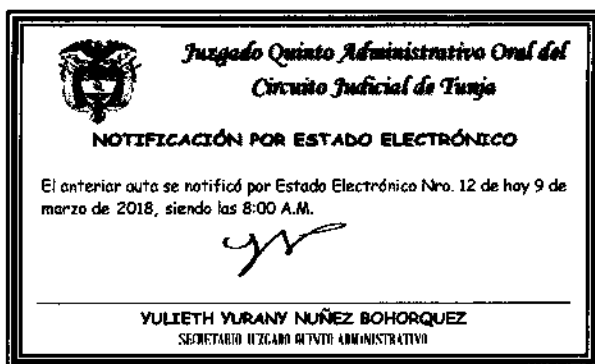 Juzgado Quinto Administrativo Oral del
Circuito Judicial de Tunja
NOTIFICACIÓN POR ESTADO ELECTRÓNICO
El anterior auto se notificó por Estado Electrónico Nro. 12 de hoy 9 de
marzo de 2018, siendo las 8:00 A.M.
YULIETH YURANY NUÑEZ BOHORQUEZ
SECRETARIO JUZGADO QUINTO ADMINISTRATIVO